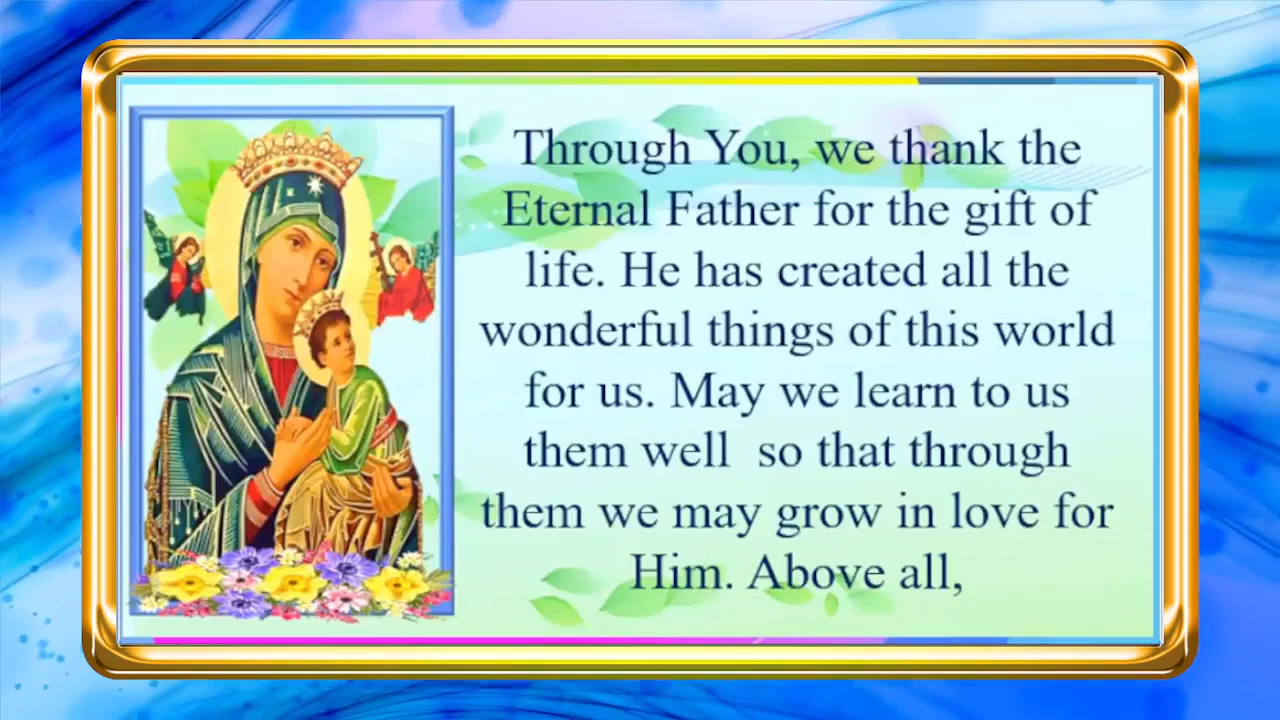 Through You, we thank the
Eternal Father for the gift of
life. He has created all the
wonderful things of this world
for us. May we learn to us
them well  so that through
them we may grow in love for
Him. Above all,